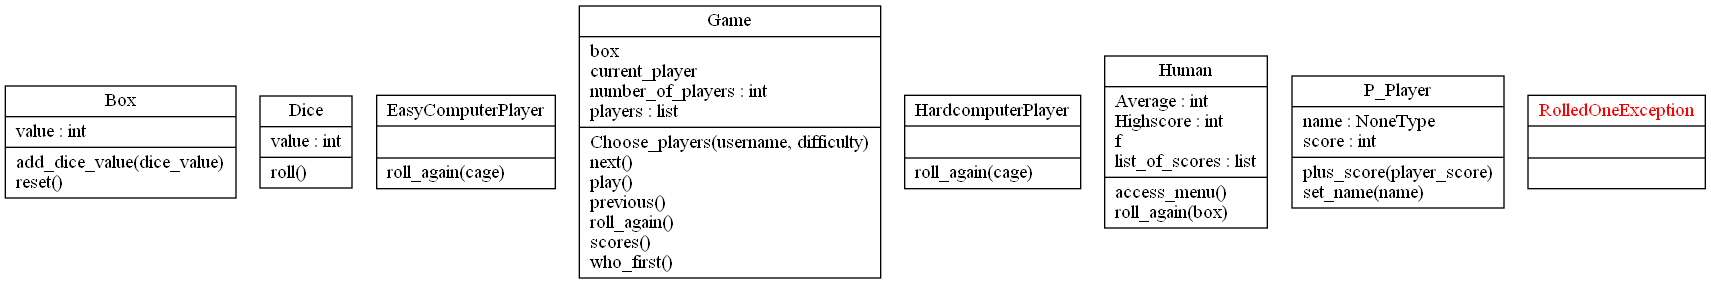 Box
value : int
add_dice_value(dice_value)
reset()
Dice
value : int
roll()
EasyComputerPlayer
roll_again(cage)
Game
box
current_player
number_of_players : int
players : list
Choose_players(username, difficulty)
next()
play()
previous()
roll_again()
scores()
who_first()
HardcomputerPlayer
roll_again(cage)
Human
Average : int
Highscore : int
f
list_of_scores : list
access_menu()
roll_again(box)
P_Player
name : NoneType
score : int
plus_score(player_score)
set_name(name)
RolledOneException